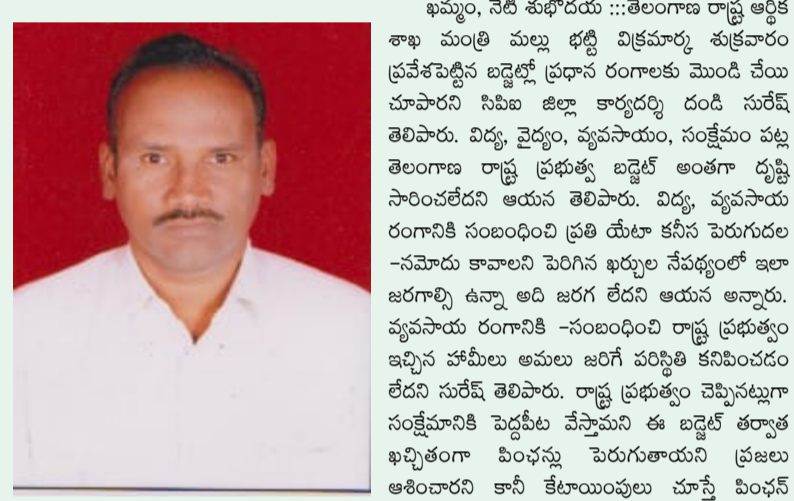 ఖమ్మం, నేటి శుభోదయ :::తెలంగాణ రాష్ట్ర ఆర్థిక
శాఖ మంత్రి మల్లు భట్టి విక్రమార్క శుక్రవారం
ప్రవేశపెట్టిన బడ్జెట్లో ప్రధాన రంగాలకు మొండి చేయి
చూపారని సిపిఐ జిల్లా కార్యదర్శి దండి సురేష్
తెలిపారు. విద్య, వైద్యం, వ్యవసాయం, సంక్షేమం పట్ల
తెలంగాణ రాష్ట్ర ప్రభుత్వ బడ్జెట్ అంతగా దృష్టి
సారించలేదని ఆయన తెలిపారు. విద్య, వ్యవసాయ
రంగానికి సంబంధించి ప్రతి యేటా కనీస పెరుగుదల
-నమోదు కావాలని పెరిగిన ఖర్చుల నేపథ్యంలో ఇలా
జరగాల్సి ఉన్నా అది జరగ లేదని ఆయన అన్నారు.
వ్యవసాయ రంగానికి -సంబంధించి రాష్ట్ర ప్రభుత్వం
ఇచ్చిన హామీలు అమలు జరిగే పరిస్థితి కనిపించడం
లేదని సురేష్ తెలిపారు. రాష్ట్ర ప్రభుత్వం చెప్పినట్లుగా
సంక్షేమానికి పెద్దపీట వేస్తామని ఈ బడ్జెట్ తర్వాత
ఖచ్చితంగా పింఛన్లు పెరుగుతాయని ప్రజలు
ఆశించారని కానీ కేటాయింపులు చూస్తే పింఛన్